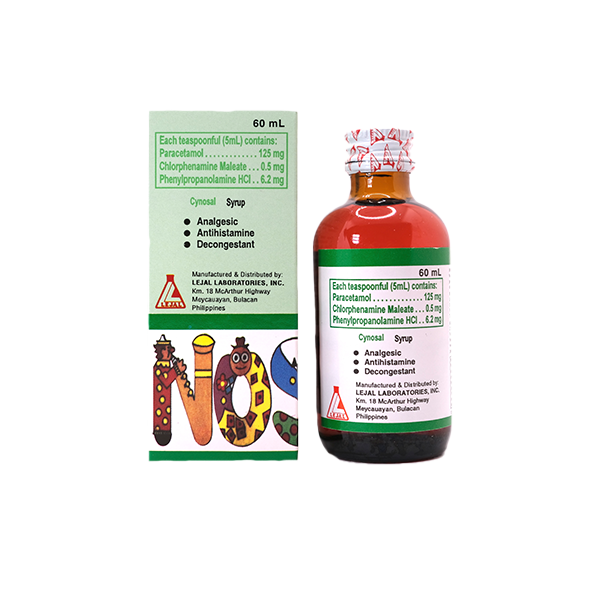 60 mL
Each teaspoonful (5mL) contains:
Paracetamol ............. 125 mg
Chlorphenamine Maleate ... 0.5 mg
Phenylpropanolamine HCl .. 6.2 mg
Cynosal Syrup
● Analgesic
● Antihistamine
● Decongestant
Manufactured & Distributed by:
LEJAL LABORATORIES, INC.
Km. 18 McArthur Highway
Meycauayan, Bulacan
Philippines
LEJAL
NOS
60 mL
Each teaspoonful (5mL) contains:
Paracetamol ............. 125 mg
Chlorphenamine Maleate ... 0.5 mg
Phenylpropanolamine HCl .. 6.2 mg
Cynosal Syrup
● Analgesic
● Antihistamine
● Decongestant
Manufactured & Distributed by:
LEJAL LABORATORIES, INC.
Km. 18 McArthur Highway
Meycauayan, Bulacan
Philippines
LEJAL